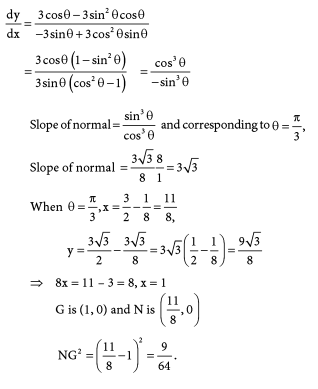 dy/dx = (3cosθ – 3sin²θcosθ)/(–3sinθ + 3cos²θsinθ)
= 3cosθ(1 – sin²θ)/3sinθ(cos²θ – 1) = cos³θ/–sin³θ
Slope of normal = sin³θ/cos³θ and corresponding to θ = π/3,
Slope of normal = 3√3/8 8/1 = 3√3
When θ = π/3, x = 3/2 – 1/8 = 11/8,
y = 3√3/2 – 3√3/8 = 3√3(1/2 – 1/8) = 9√3/8
⇒ 8x = 11 – 3 = 8, x = 1
G is (1, 0) and N is (11/8, 0)
NG² = (11/8 – 1)² = 9/64.